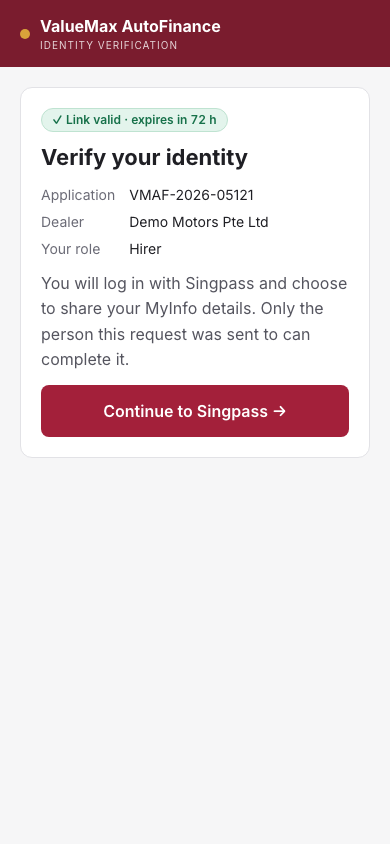 ValueMax AutoFinance
IDENTITY VERIFICATION
✓ Link valid · expires in 72 h
Verify your identity
Application VMAF-2026-05121
Dealer Demo Motors Pte Ltd
Your role Hirer
You will log in with Singpass and choose
to share your MyInfo details. Only the
person this request was sent to can
complete it.
Continue to Singpass →